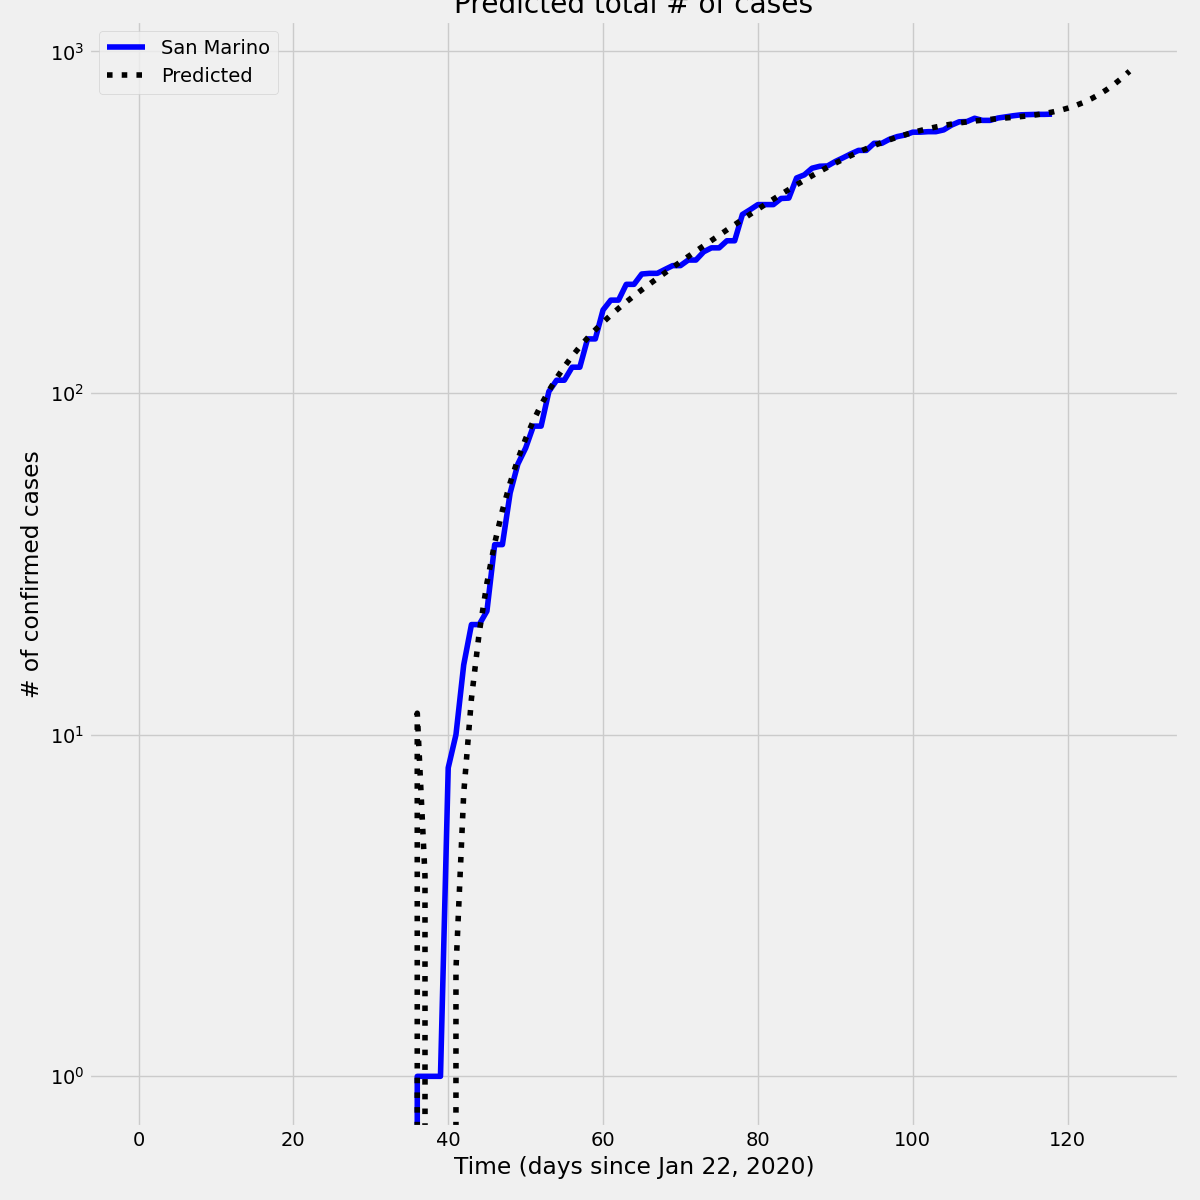 Predicted total # of cases
San Marino
Predicted
10³
10²
10¹
10⁰
# of confirmed cases
0 20 40 60 80 100 120
Time (days since Jan 22, 2020)